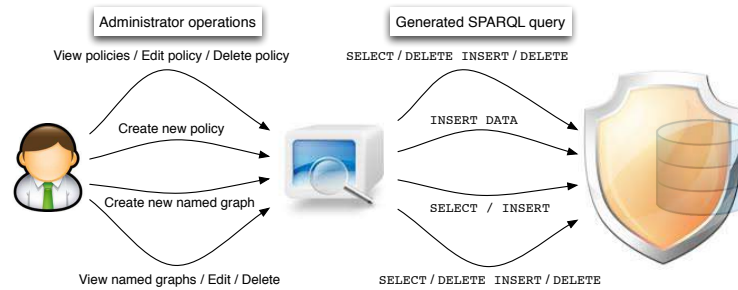 Administrator operations
Generated SPARQL query
View policies / Edit policy / Delete policy
SELECT / DELETE INSERT / DELETE
Create new policy
INSERT DATA
Create new named graph
SELECT / INSERT
View named graphs / Edit / Delete
SELECT / DELETE INSERT / DELETE